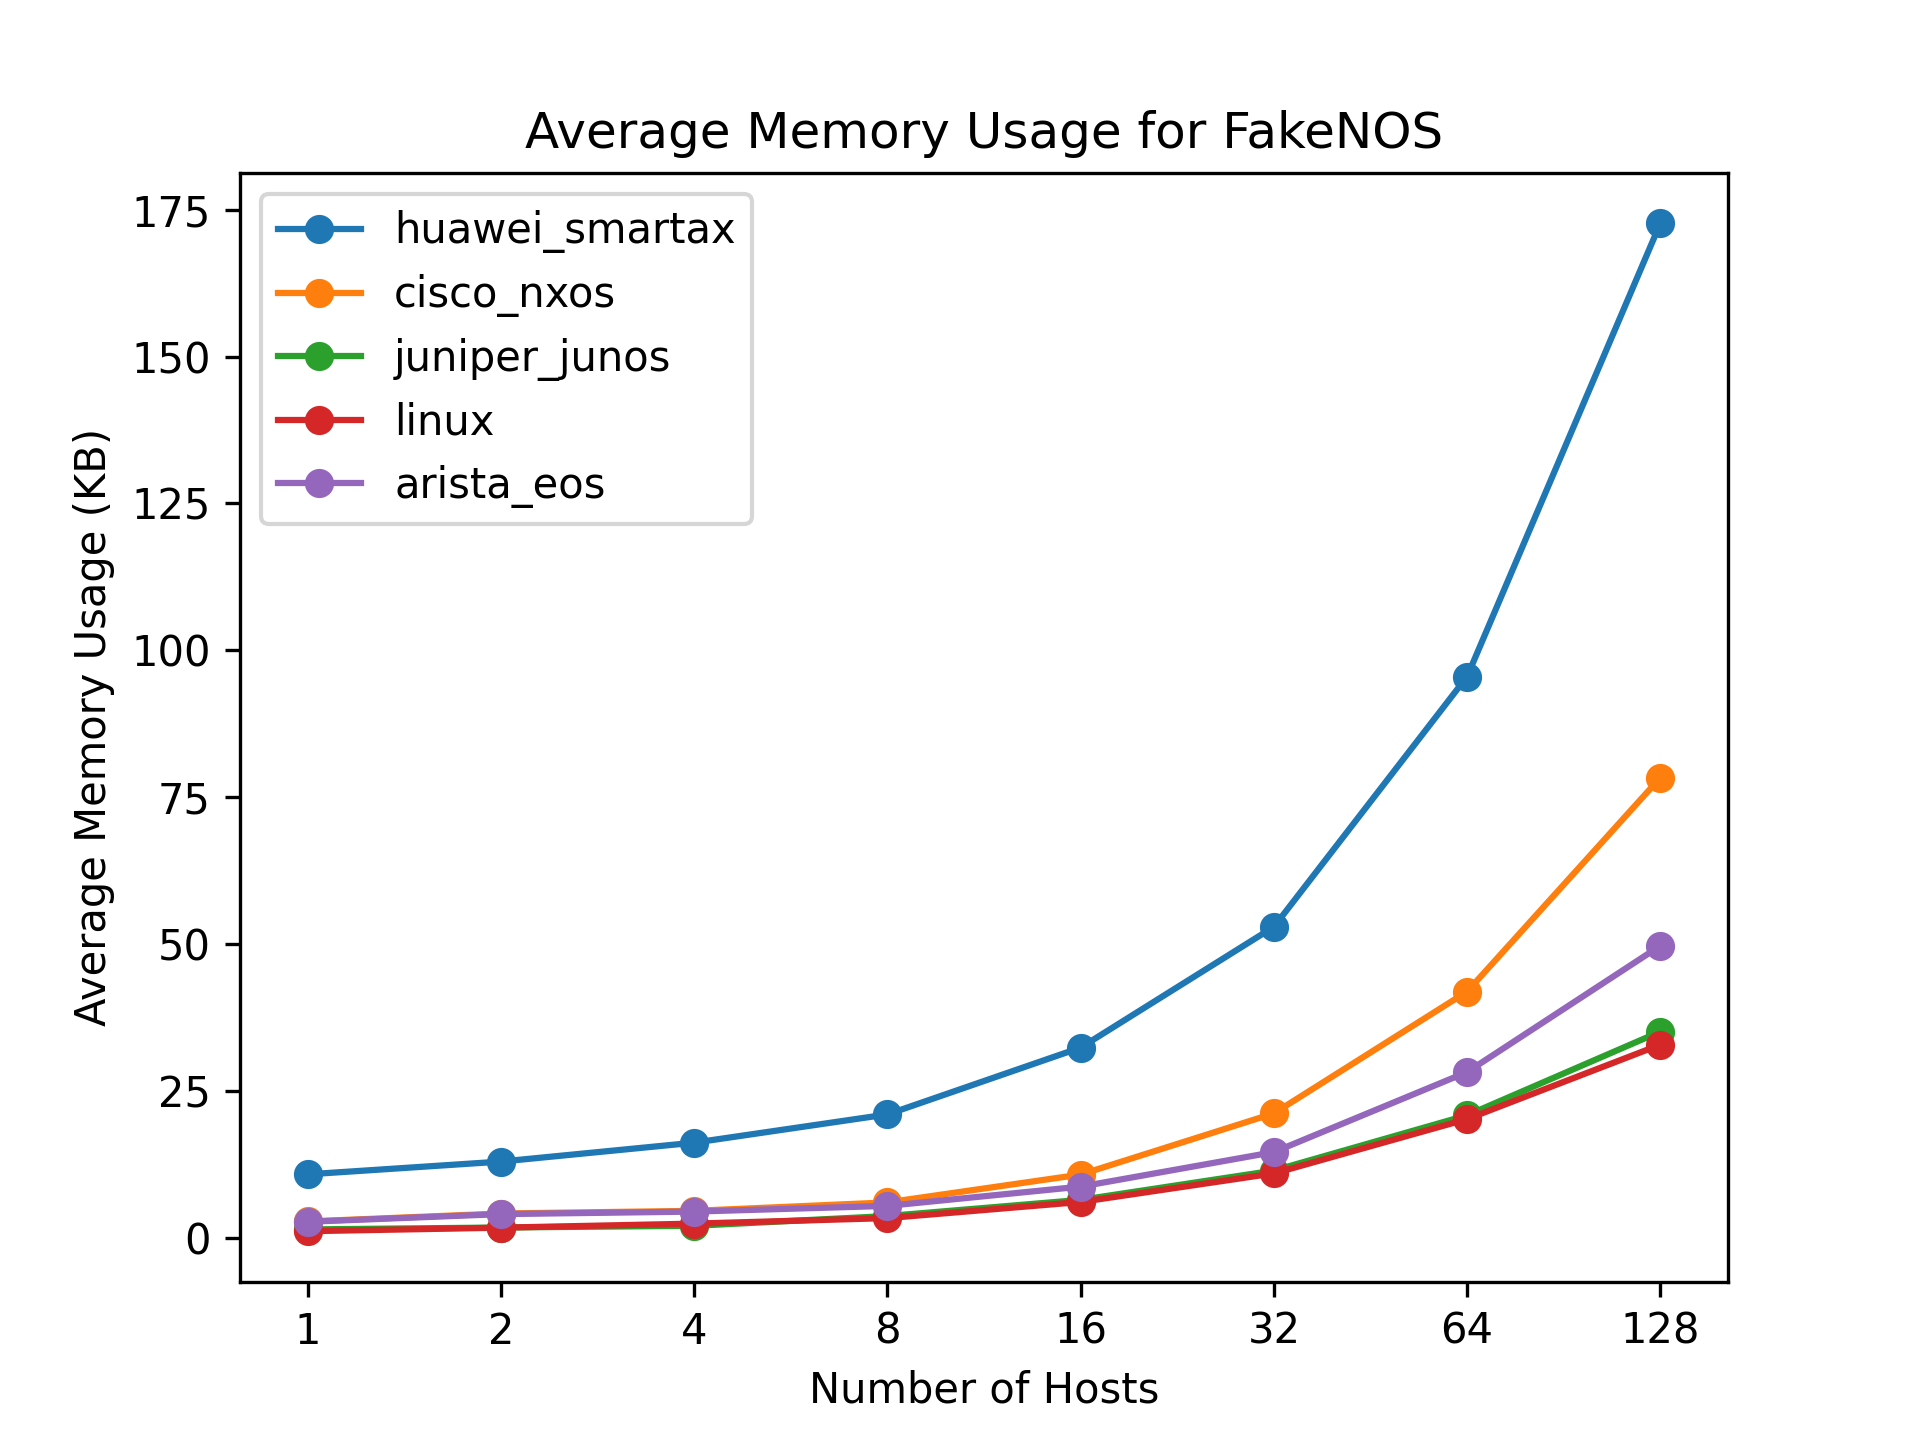 Average Memory Usage for FakeNOS
huawei_smartax
cisco_nxos
juniper_junos
linux
arista_eos
Average Memory Usage (KB)
175
150
125
100
75
50
25
0
1 2 4 8 16 32 64 128
Number of Hosts